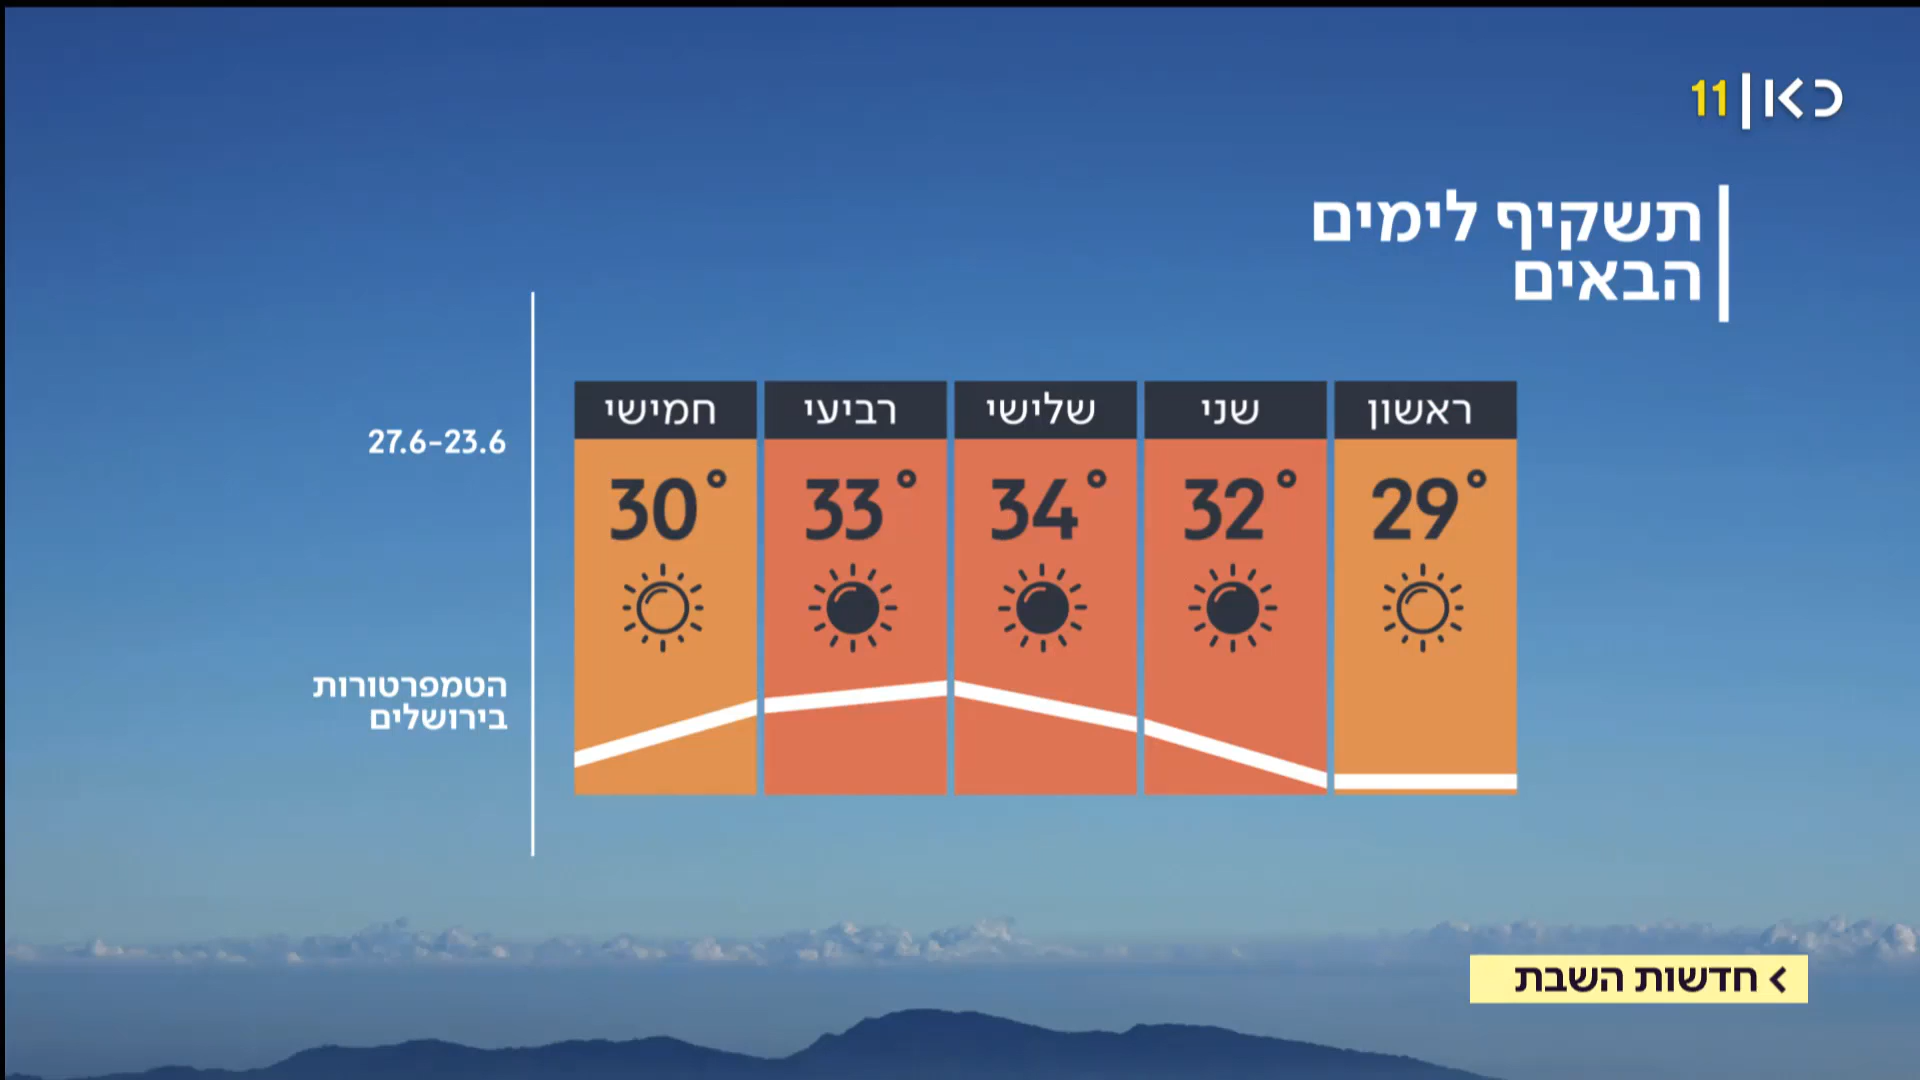 כאן 11
תשקיף לימים
הבאים
ראשון
29°
שני
32°
שלישי
34°
רביעי
33°
חמישי
30°
27.6-23.6
הטמפרטורות
בירושלים
חדשות השבת